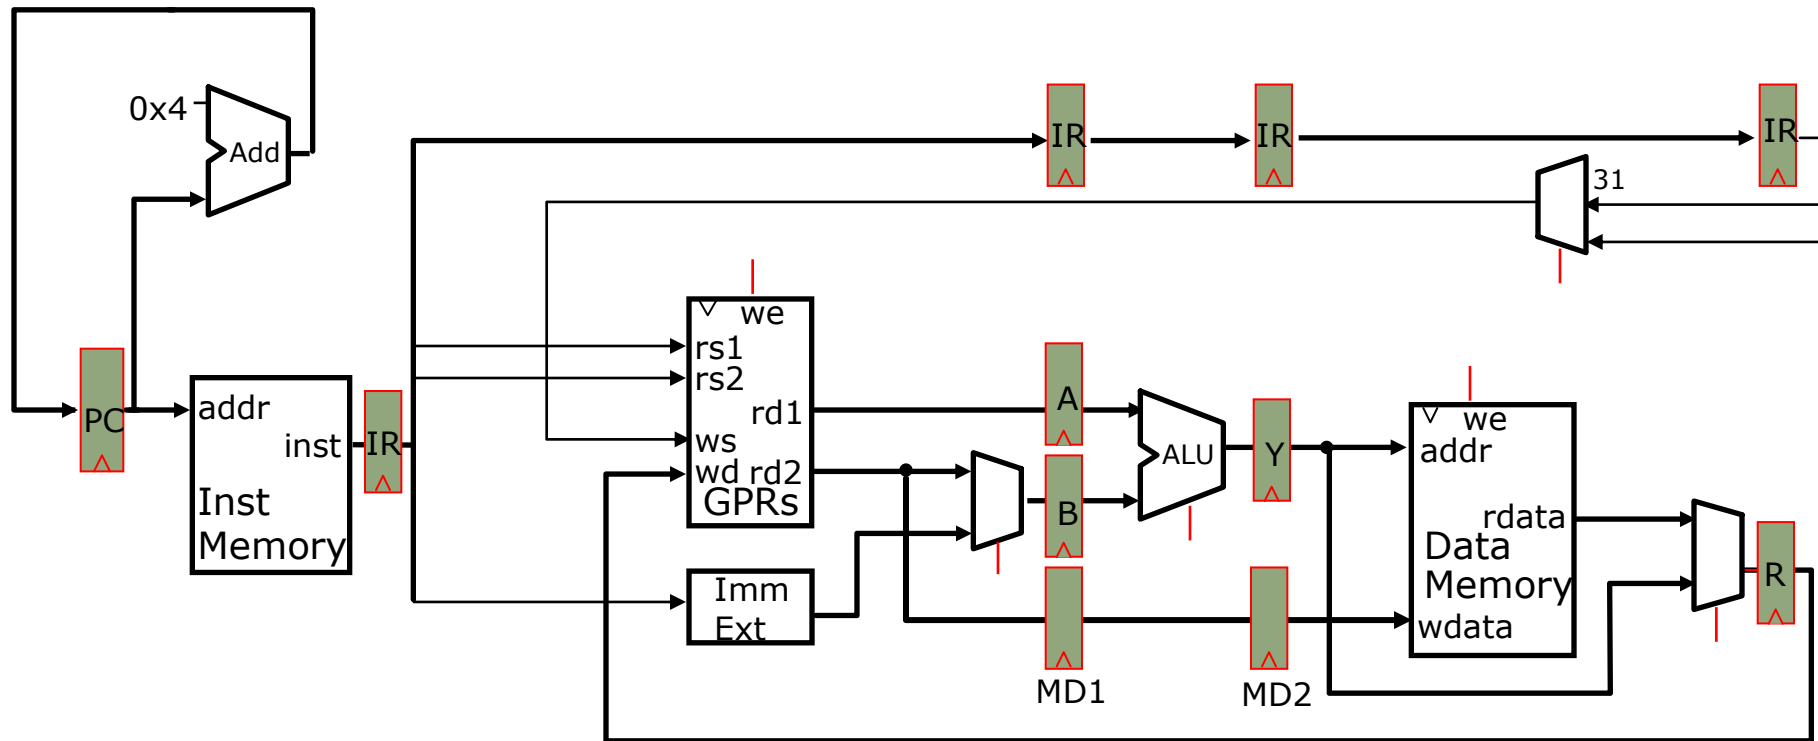 0x4
Add
IR
IR
IR
31
we
rs1
rs2
rd1
ws
wd rd2
GPRs
PC
addr
inst
Inst
Memory
IR
A
B
ALU
Y
we
addr
rdata
Data
Memory
wdata
R
Imm
Ext
MD1
MD2